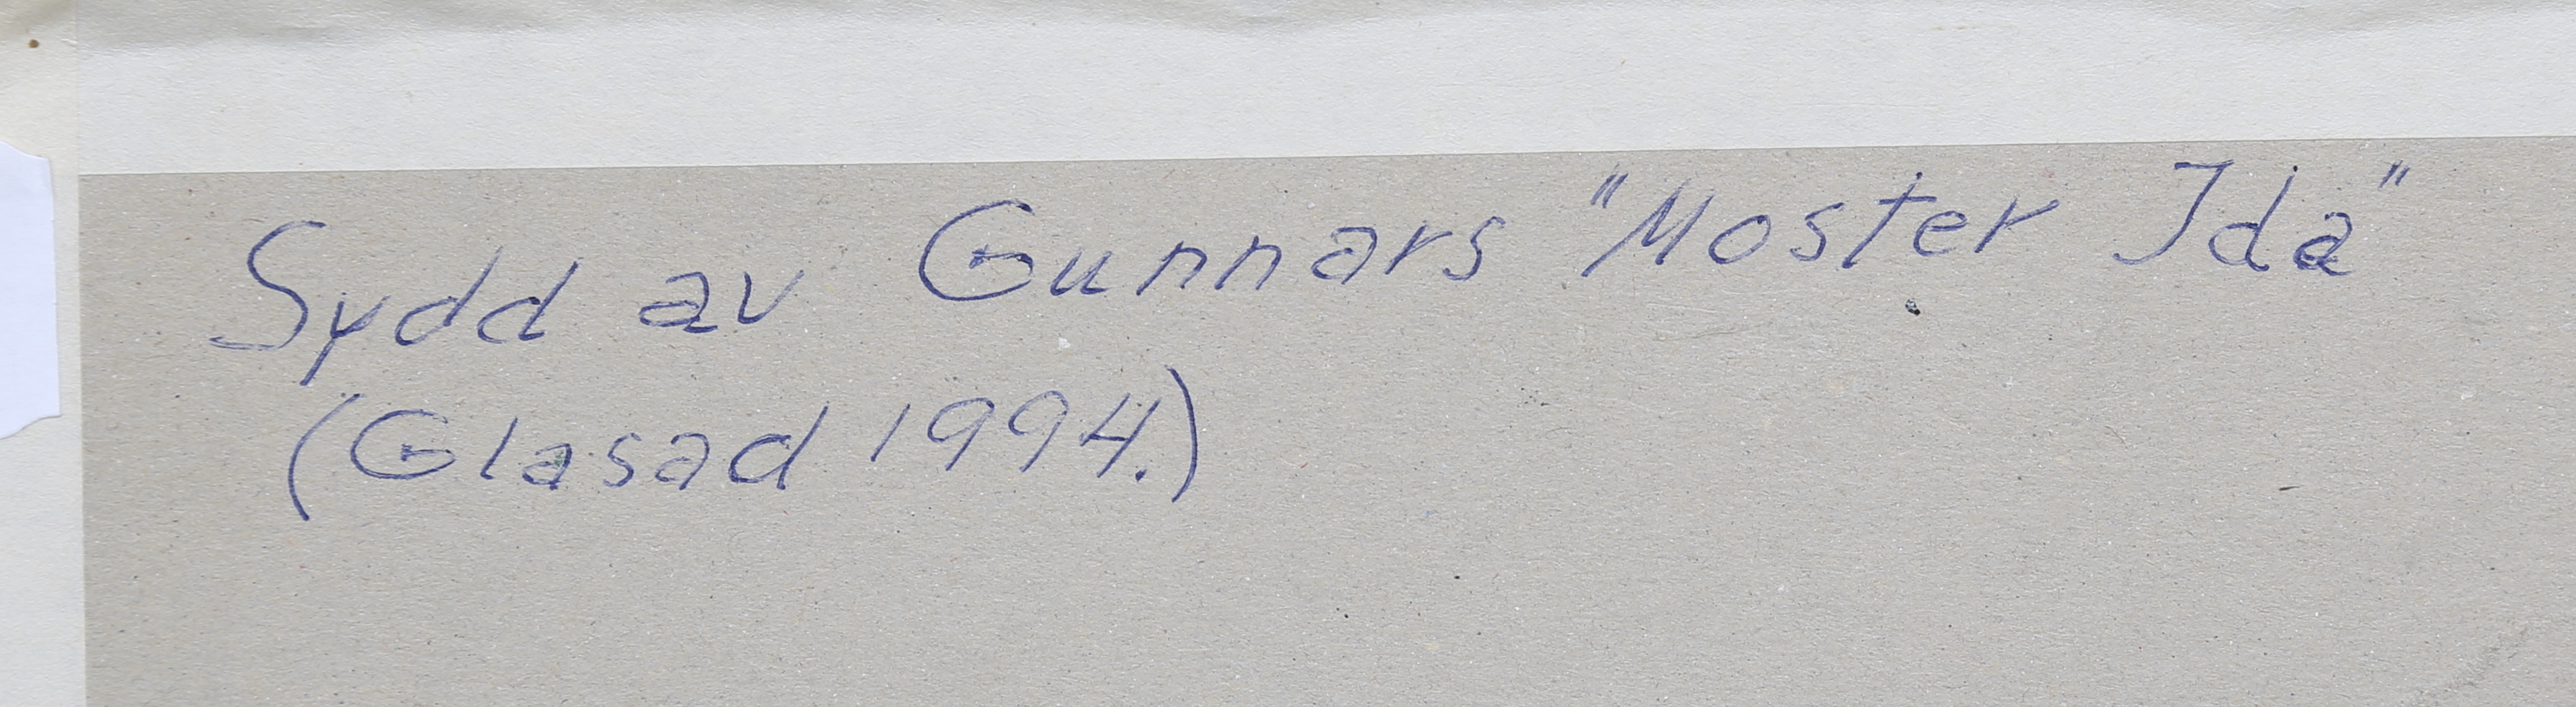 Sydd av Gunnars "Moster Ida"
(Glasad 1994.)